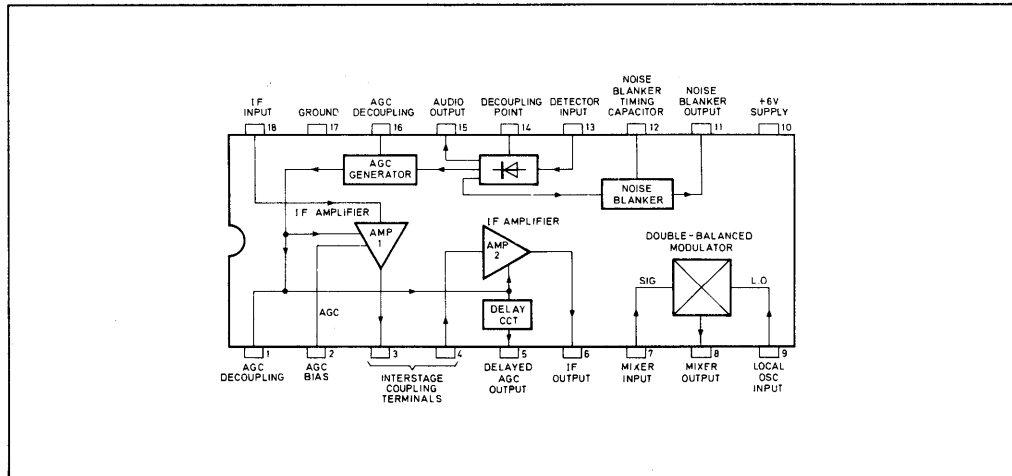 IF INPUT
GROUND
AGC DECOUPLING
AUDIO OUTPUT
DECOUPLING POINT
DETECTOR INPUT
NOISE BLANKER TIMING CAPACITOR
NOISE BLANKER OUTPUT
+6V SUPPLY
18
17
16
15
14
13
12
11
10
AGC GENERATOR
NOISE BLANKER
IF AMPLIFIER
AMP 1
IF AMPLIFIER
AMP 2
DOUBLE-BALANCED MODULATOR
SIG
L.O
AGC
DELAY CCT
1
2
3
4
5
6
7
8
9
AGC DECOUPLING
AGC BIAS
INTERSTAGE COUPLING TERMINALS
DELAYED AGC OUTPUT
IF OUTPUT
MIXER INPUT
MIXER OUTPUT
LOCAL OSC INPUT